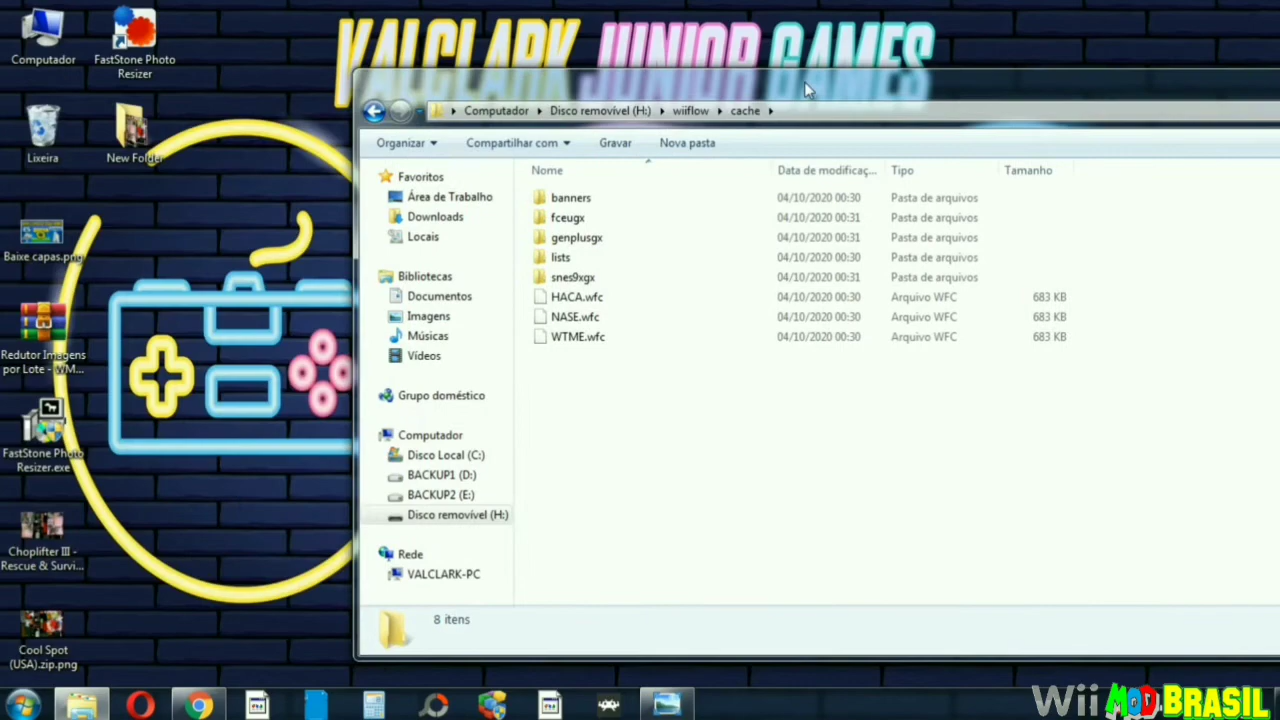 VALCLARK JUNIOR GAMES
Computador
FastStone Photo
Resizer
Lixeira
New Folder
Baixe capas.png
Redutor Imagens
por Lote - WM...
FastStone Photo
Resizer.exe
Choplifter III -
Rescue & Survi...
Cool Spot
(USA).zip.png
Computador
Disco removível (H:)
wiiflow
cache
Organizar
Compartilhar com
Gravar
Nova pasta
Favoritos
Área de Trabalho
Downloads
Locais
Bibliotecas
Documentos
Imagens
Músicas
Vídeos
Grupo doméstico
Computador
Disco Local (C:)
BACKUP1 (D:)
BACKUP2 (E:)
Disco removível (H:)
Rede
VALCLARK-PC
Nome Data de modificaç... Tipo Tamanho
banners 04/10/2020 00:30 Pasta de arquivos
fceugx 04/10/2020 00:31 Pasta de arquivos
genplusgx 04/10/2020 00:31 Pasta de arquivos
lists 04/10/2020 00:30 Pasta de arquivos
snes9xgx 04/10/2020 00:31 Pasta de arquivos
HACA.wfc 04/10/2020 00:30 Arquivo WFC 683 KB
NASE.wfc 04/10/2020 00:30 Arquivo WFC 683 KB
WTME.wfc 04/10/2020 00:30 Arquivo WFC 683 KB
8 itens
Wii MOD BRASIL